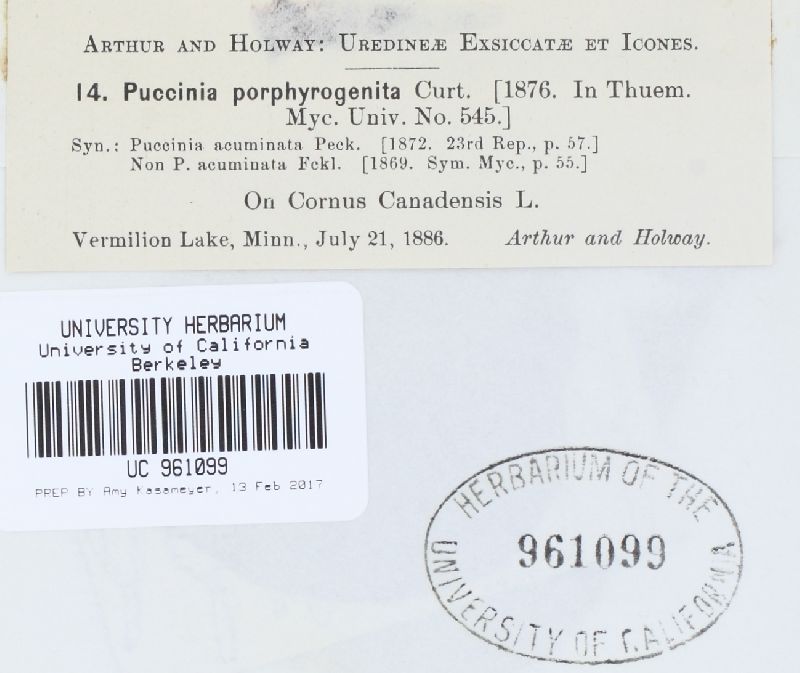 ARTHUR AND HOLWAY: UREDINEÆ EXSICCATÆ ET ICONES.
14. Puccinia porphyrogenita Curt. [1876. In Thuem.
Myc. Univ. No. 545.]
Syn.: Puccinia acuminata Peck. [1872. 23rd Rep., p. 57.]
Non P. acuminata Fckl. [1869. Sym. Myc., p. 55.]
On Cornus Canadensis L.
Vermilion Lake, Minn., July 21, 1886. Arthur and Holway.
UNIVERSITY HERBARIUM
University of California
Berkeley
UC 961099
PREP BY Amy Kasameyer, 13 Feb 2017
HERBARIUM OF THE
961099
UNIVERSITY OF CALIFORNIA